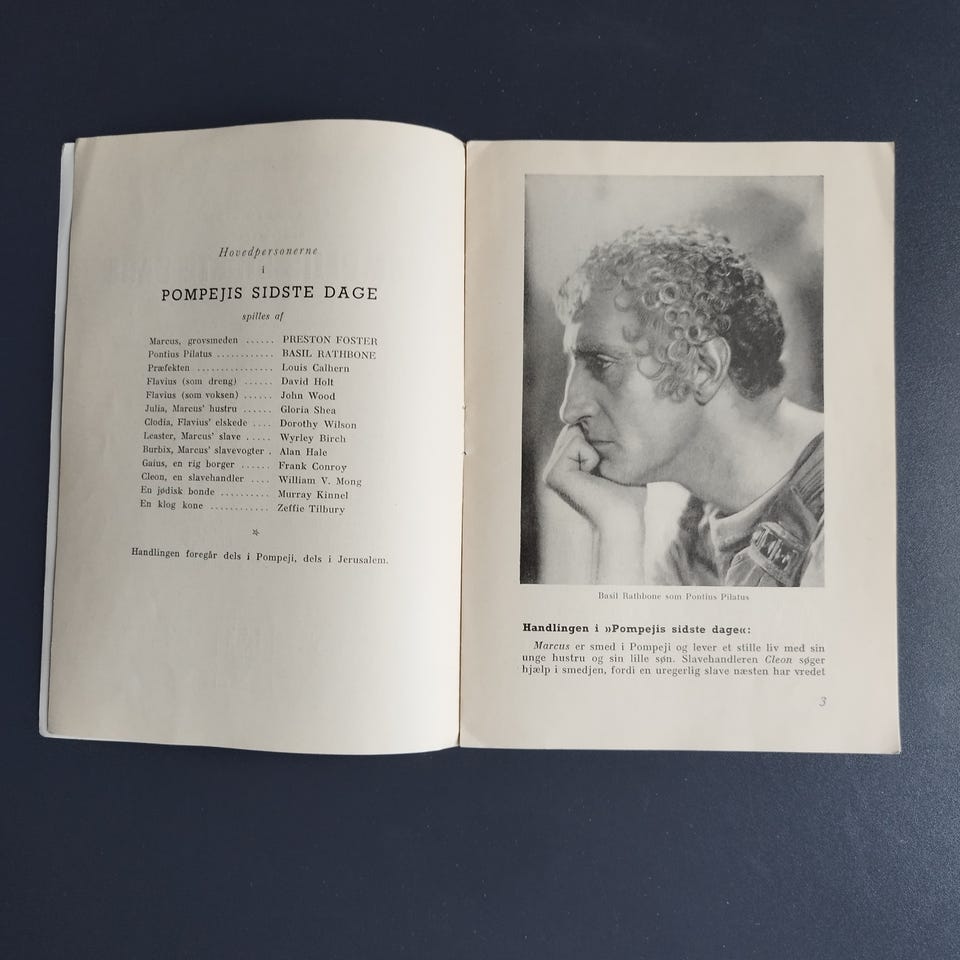 Hovedpersonerne
i
POMPEJIS SIDSTE DAGE
spilles af
Marcus, grovsmeden ...... PRESTON FOSTER
Pontius Pilatus ............ BASIL RATHBONE
Præfekten ................ Louis Calhern
Flavius (som dreng) ...... David Holt
Flavius (som voksen) ...... John Wood
Julia, Marcus' hustru ...... Gloria Shea
Clodia, Flavius' elskede .... Dorothy Wilson
Leaster, Marcus' slave ..... Wyrley Birch
Burbix, Marcus' slavevogter . Alan Hale
Gaius, en rig borger ...... Frank Conroy
Cleon, en slavehandler .... William V. Mong
En jødisk bonde .......... Murray Kinnel
En klog kone ............ Zeffie Tilbury
Handlingen foregår dels i Pompeji, dels i Jerusalem.
Basil Rathbone som Pontius Pilatus
Handlingen i »Pompejis sidste dage«:
Marcus er smed i Pompeji og lever et stille liv med sin
unge hustru og sin lille søn. Slavehandleren Cleon søger
hjælp i smedjen, fordi en uregerlig slave næsten har vredet
3